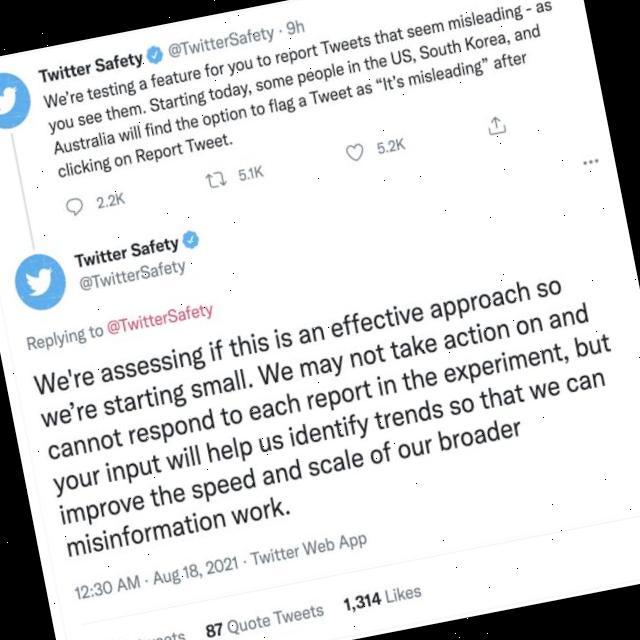 Twitter Safety @TwitterSafety · 9h
We're testing a feature for you to report Tweets that seem misleading - as
you see them. Starting today, some people in the US, South Korea, and
Australia will find the option to flag a Tweet as “It's misleading” after
clicking on Report Tweet.
2.2K 5.1K 5.2K
Twitter Safety
@TwitterSafety
Replying to @TwitterSafety
We're assessing if this is an effective approach so
we're starting small. We may not take action on and
cannot respond to each report in the experiment, but
your input will help us identify trends so that we can
improve the speed and scale of our broader
misinformation work.
12:30 AM · Aug 18, 2021 · Twitter Web App
87 Quote Tweets 1,314 Likes